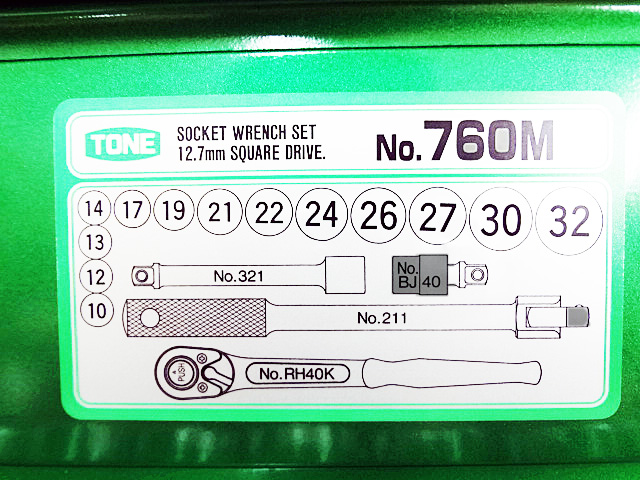 TONE
SOCKET WRENCH SET
12.7mm SQUARE DRIVE.
No.760M
14 17 19 21 22 24 26 27 30 32
13
12
10
No.321
No.
BJ 40
No.211
PUSH
No.RH40K